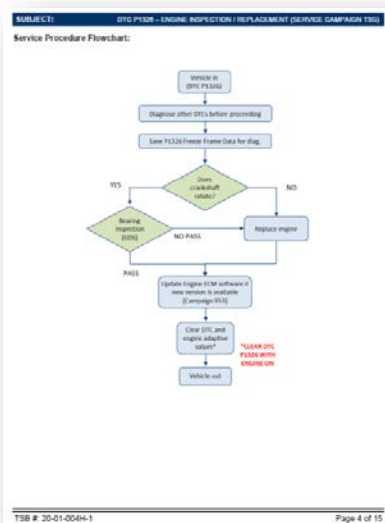 SUBJECT: DTC P1326 – ENGINE INSPECTION / REPLACEMENT (SERVICE CAMPAIGN T3G)
Service Procedure Flowchart:
Vehicle in
(DTC P1326)
Diagnose other DTCs before proceeding
Save P1326 Freeze Frame Data for diag.
Does
crankshaft
rotate?
YES
NO
Bearing
Inspection
(GDS)
NO PASS
Replace engine
PASS
Update Engine ECM software if
new version is available
(Campaign 953)
Clear DTC and
engine adaptive
values*
*CLEAR DTC
P1326 WITH
ENGINE ON
Vehicle out
TSB #: 20-01-004H-1
Page 4 of 15